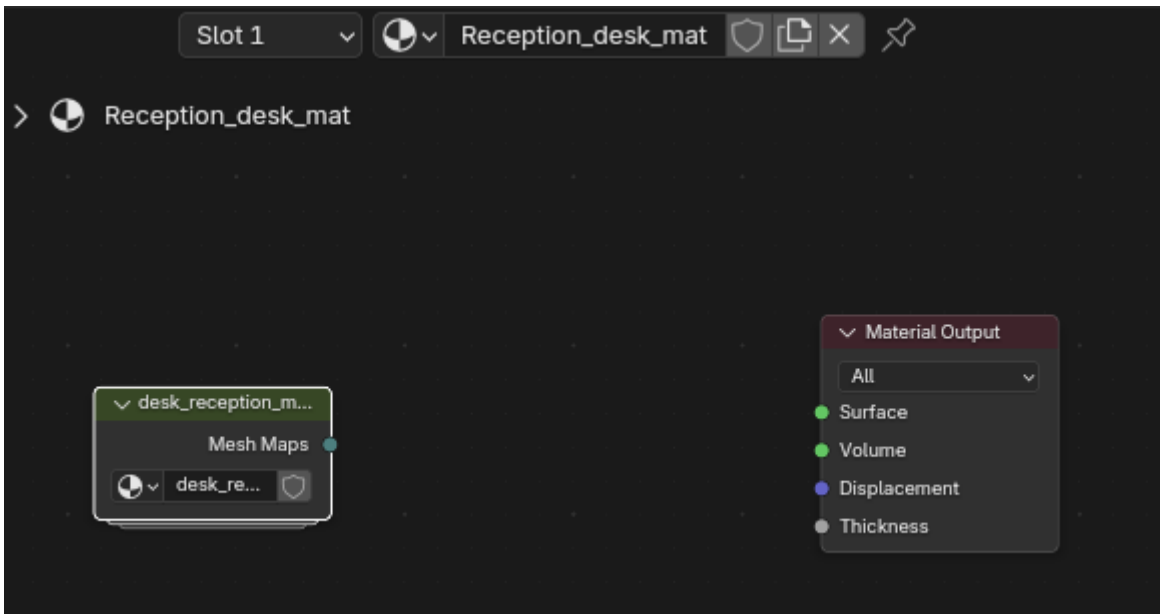 Slot 1
Reception_desk_mat
Reception_desk_mat
Material Output
All
Surface
Volume
Displacement
Thickness
desk_reception_m...
Mesh Maps
desk_re...